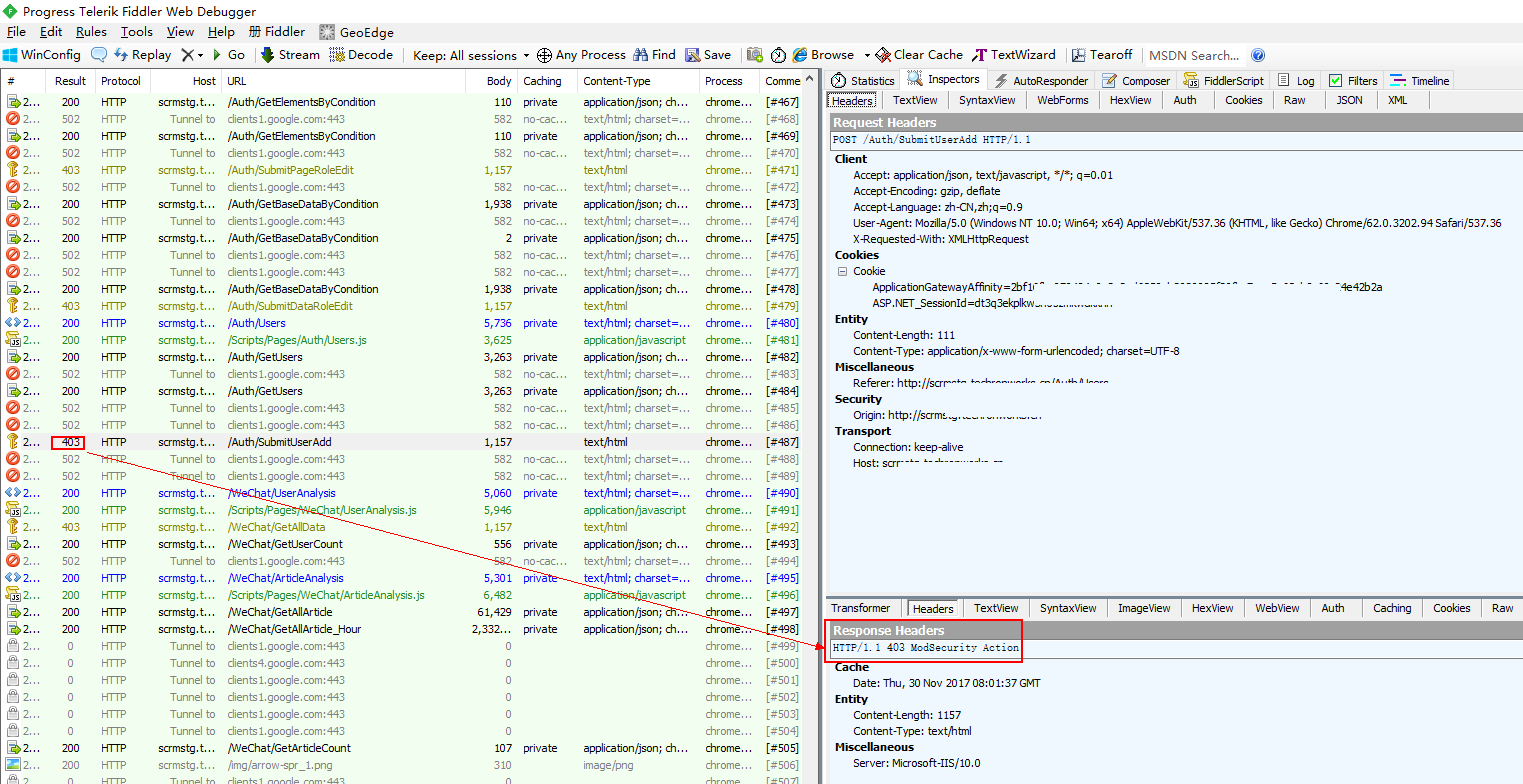 Progress Telerik Fiddler Web Debugger
File Edit Rules Tools View Help Fiddler GeoEdge
WinConfig Replay Go Stream Decode Keep: All sessions Any Process Find Save Browse Clear Cache TextWizard Tearoff MSDN Search...
# Result Protocol Host URL Body Caching Content-Type Process Comme
2... 200 HTTP scrmstg.t... /Auth/GetElementsByCondition 110 private application/json; ch... chrome... [#467]
2... 502 HTTP Tunnel to clients1.google.com:443 582 no-cac... text/html; charset=... chrome... [#468]
2... 200 HTTP scrmstg.t... /Auth/GetElementsByCondition 110 private application/json; ch... chrome... [#469]
2... 502 HTTP Tunnel to clients1.google.com:443 582 no-cac... text/html; charset=... chrome... [#470]
2... 403 HTTP scrmstg.t... /Auth/SubmitPageRoleEdit 1,157 text/html chrome... [#471]
2... 502 HTTP Tunnel to clients1.google.com:443 582 no-cac... text/html; charset=... chrome... [#472]
2... 200 HTTP scrmstg.t... /Auth/GetBaseDataByCondition 1,938 private application/json; ch... chrome... [#473]
2... 502 HTTP Tunnel to clients1.google.com:443 582 no-cac... text/html; charset=... chrome... [#474]
2... 200 HTTP scrmstg.t... /Auth/GetBaseDataByCondition 2 private application/json; ch... chrome... [#475]
2... 502 HTTP Tunnel to clients1.google.com:443 582 no-cac... text/html; charset=... chrome... [#476]
2... 502 HTTP Tunnel to clients1.google.com:443 582 no-cac... text/html; charset=... chrome... [#477]
2... 200 HTTP scrmstg.t... /Auth/GetBaseDataByCondition 1,938 private application/json; ch... chrome... [#478]
2... 403 HTTP scrmstg.t... /Auth/SubmitDataRoleEdit 1,157 text/html chrome... [#479]
2... 200 HTTP scrmstg.t... /Auth/Users 5,736 private text/html; charset=... chrome... [#480]
2... 200 HTTP scrmstg.t... /Scripts/Pages/Auth/Users.js 3,625 application/javascript chrome... [#481]
2... 200 HTTP scrmstg.t... /Auth/GetUsers 3,263 private application/json; ch... chrome... [#482]
2... 502 HTTP Tunnel to clients1.google.com:443 582 no-cac... text/html; charset=... chrome... [#483]
2... 200 HTTP scrmstg.t... /Auth/GetUsers 3,263 private application/json; ch... chrome... [#484]
2... 502 HTTP Tunnel to clients1.google.com:443 582 no-cac... text/html; charset=... chrome... [#485]
2... 502 HTTP Tunnel to clients1.google.com:443 582 no-cac... text/html; charset=... chrome... [#486]
2... 403 HTTP scrmstg.t... /Auth/SubmitUserAdd 1,157 text/html chrome... [#487]
2... 502 HTTP Tunnel to clients1.google.com:443 582 no-cac... text/html; charset=... chrome... [#488]
2... 502 HTTP Tunnel to clients1.google.com:443 582 no-cac... text/html; charset=... chrome... [#489]
2... 200 HTTP scrmstg.t... /WeChat/UserAnalysis 5,060 private text/html; charset=... chrome... [#490]
2... 200 HTTP scrmstg.t... /Scripts/Pages/WeChat/UserAnalysis.js 5,946 application/javascript chrome... [#491]
2... 403 HTTP scrmstg.t... /WeChat/GetAllData 1,157 text/html chrome... [#492]
2... 200 HTTP scrmstg.t... /WeChat/GetUserCount 556 private application/json; ch... chrome... [#493]
2... 502 HTTP Tunnel to clients1.google.com:443 582 no-cac... text/html; charset=... chrome... [#494]
2... 200 HTTP scrmstg.t... /WeChat/ArticleAnalysis 5,301 private text/html; charset=... chrome... [#495]
2... 200 HTTP scrmstg.t... /Scripts/Pages/WeChat/ArticleAnalysis.js 6,482 application/javascript chrome... [#496]
2... 200 HTTP scrmstg.t... /WeChat/GetAllArticle 61,429 private application/json; ch... chrome... [#497]
2... 200 HTTP scrmstg.t... /WeChat/GetAllArticle_Hour 2,332... private application/json; ch... chrome... [#498]
2... 0 HTTP Tunnel to clients1.google.com:443 0 chrome... [#499]
2... 0 HTTP Tunnel to clients4.google.com:443 0 chrome... [#500]
2... 0 HTTP Tunnel to clients1.google.com:443 0 chrome... [#501]
2... 0 HTTP Tunnel to clients1.google.com:443 0 chrome... [#502]
2... 0 HTTP Tunnel to clients1.google.com:443 0 chrome... [#503]
2... 0 HTTP Tunnel to clients1.google.com:443 0 chrome... [#504]
2... 200 HTTP scrmstg.t... /WeChat/GetArticleCount 107 private application/json; ch... chrome... [#505]
2... 200 HTTP scrmstg.t... /img/arrow-spr_1.png 310 image/png chrome... [#506]
2... 0 HTTP Tunnel to clients1.google.com:443 0 chrome... [#507]
Statistics Inspectors AutoResponder Composer FiddlerScript Log Filters Timeline
Headers TextView SyntaxView WebForms HexView Auth Cookies Raw JSON XML
Request Headers
POST /Auth/SubmitUserAdd HTTP/1.1
Client
Accept: application/json, text/javascript, */*; q=0.01
Accept-Encoding: gzip, deflate
Accept-Language: zh-CN,zh;q=0.9
User-Agent: Mozilla/5.0 (Windows NT 10.0; Win64; x64) AppleWebKit/537.36 (KHTML, like Gecko) Chrome/62.0.3202.94 Safari/537.36
X-Requested-With: XMLHttpRequest
Cookies
Cookie
Entity
Content-Length: 111
Content-Type: application/x-www-form-urlencoded; charset=UTF-8
Miscellaneous
Referer:
Security
Origin:
Transport
Connection: keep-alive
Host:
Transformer Headers TextView SyntaxView ImageView HexView WebView Auth Caching Cookies Raw
Response Headers
HTTP/1.1 403 ModSecurity Action
Cache
Date: Thu, 30 Nov 2017 08:01:37 GMT
Entity
Content-Length: 1157
Content-Type: text/html
Miscellaneous
Server: Microsoft-IIS/10.0